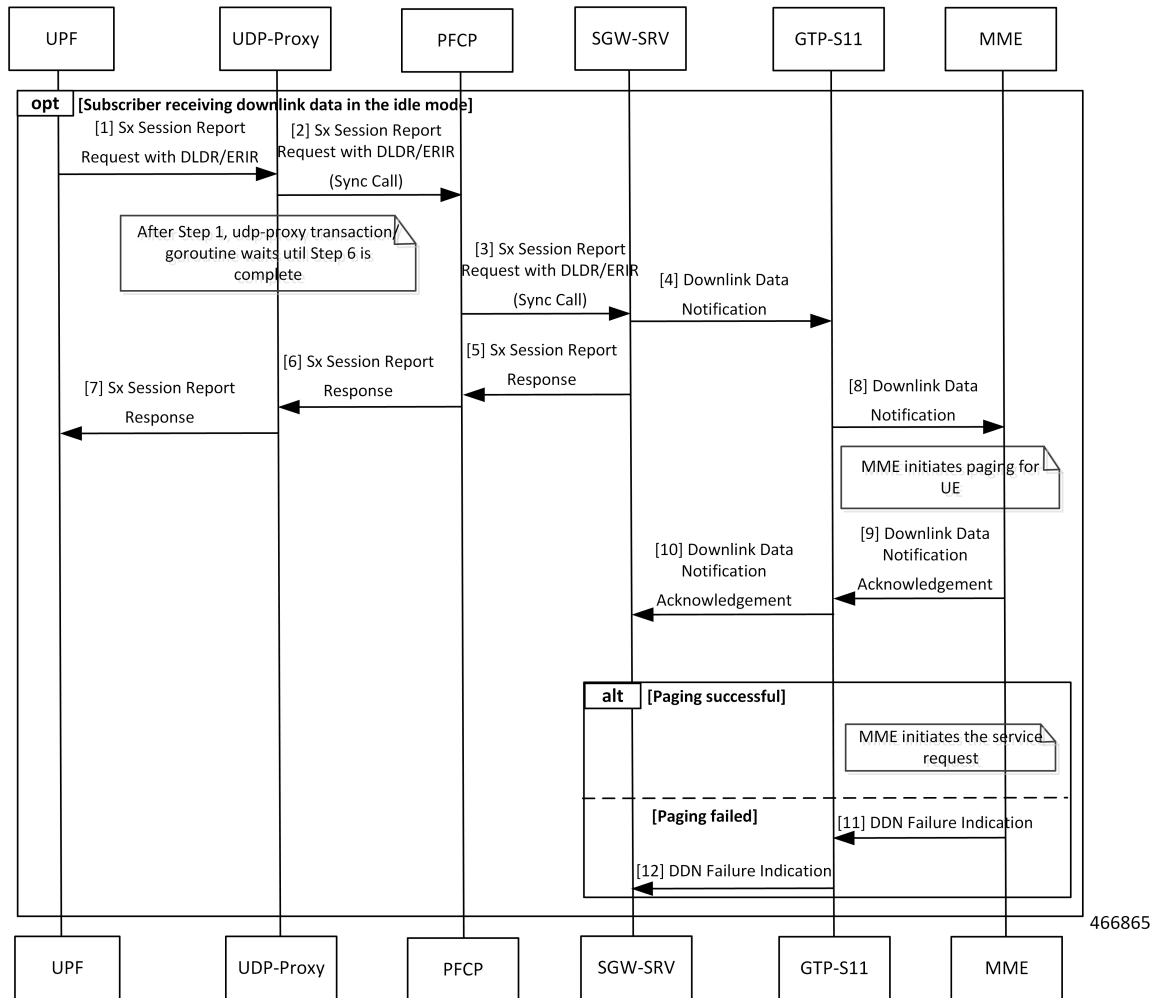 UPF
UDP-Proxy
PFCP
SGW-SRV
GTP-S11
MME
opt
[Subscriber receiving downlink data in the idle mode]
[1] Sx Session Report
Request with DLDR/ERIR
[2] Sx Session Report
Request with DLDR/ERIR
(Sync Call)
After Step 1, udp-proxy transaction/
goroutine waits util Step 6 is
complete
[3] Sx Session Report
Request with DLDR/ERIR
(Sync Call)
[4] Downlink Data
Notification
[5] Sx Session Report
Response
[6] Sx Session Report
Response
[7] Sx Session Report
Response
[8] Downlink Data
Notification
MME initiates paging for
UE
[9] Downlink Data
Notification
Acknowledgement
[10] Downlink Data
Notification
Acknowledgement
alt
[Paging successful]
MME initiates the service
request
[Paging failed]
[11] DDN Failure Indication
[12] DDN Failure Indication
466865
UPF
UDP-Proxy
PFCP
SGW-SRV
GTP-S11
MME